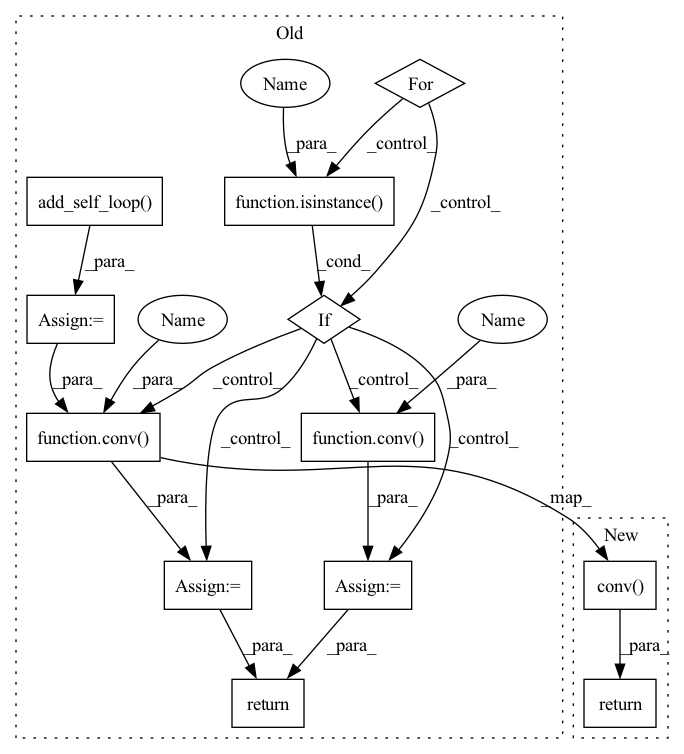 Old
Name
For
_para_
_control_
add_self_loop()
function.isinstance()
_control_
_para_
_cond_
Assign:=
Name
If
Name
_para_
_para_
_control_
_control_
_para_
function.conv()
function.conv()
_control_
_control_
_para_
_para_
_map_
New
Assign:=
Assign:=
conv()
_para_
_para_
_para_
return
return